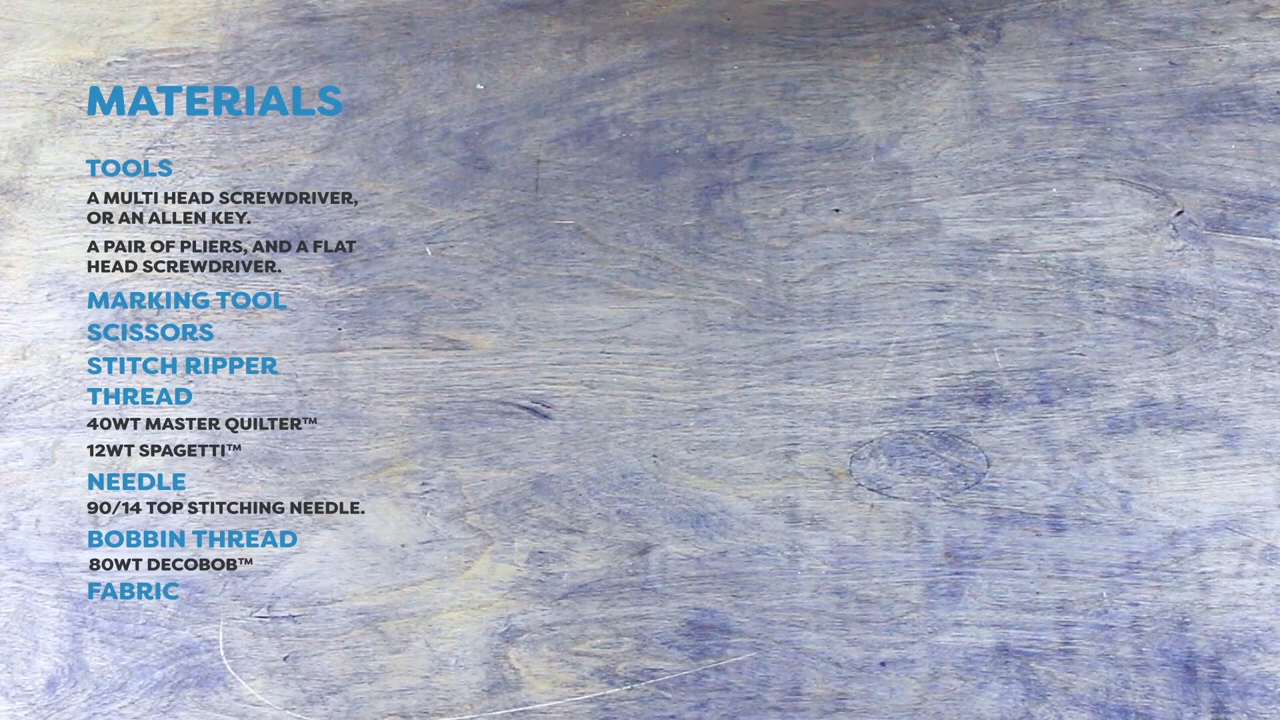 MATERIALS
TOOLS
A MULTI HEAD SCREWDRIVER,
OR AN ALLEN KEY.
A PAIR OF PLIERS, AND A FLAT
HEAD SCREWDRIVER.
MARKING TOOL
SCISSORS
STITCH RIPPER
THREAD
40WT MASTER QUILTER™
12WT SPAGETTI™
NEEDLE
90/14 TOP STITCHING NEEDLE.
BOBBIN THREAD
80WT DECOBOB™
FABRIC